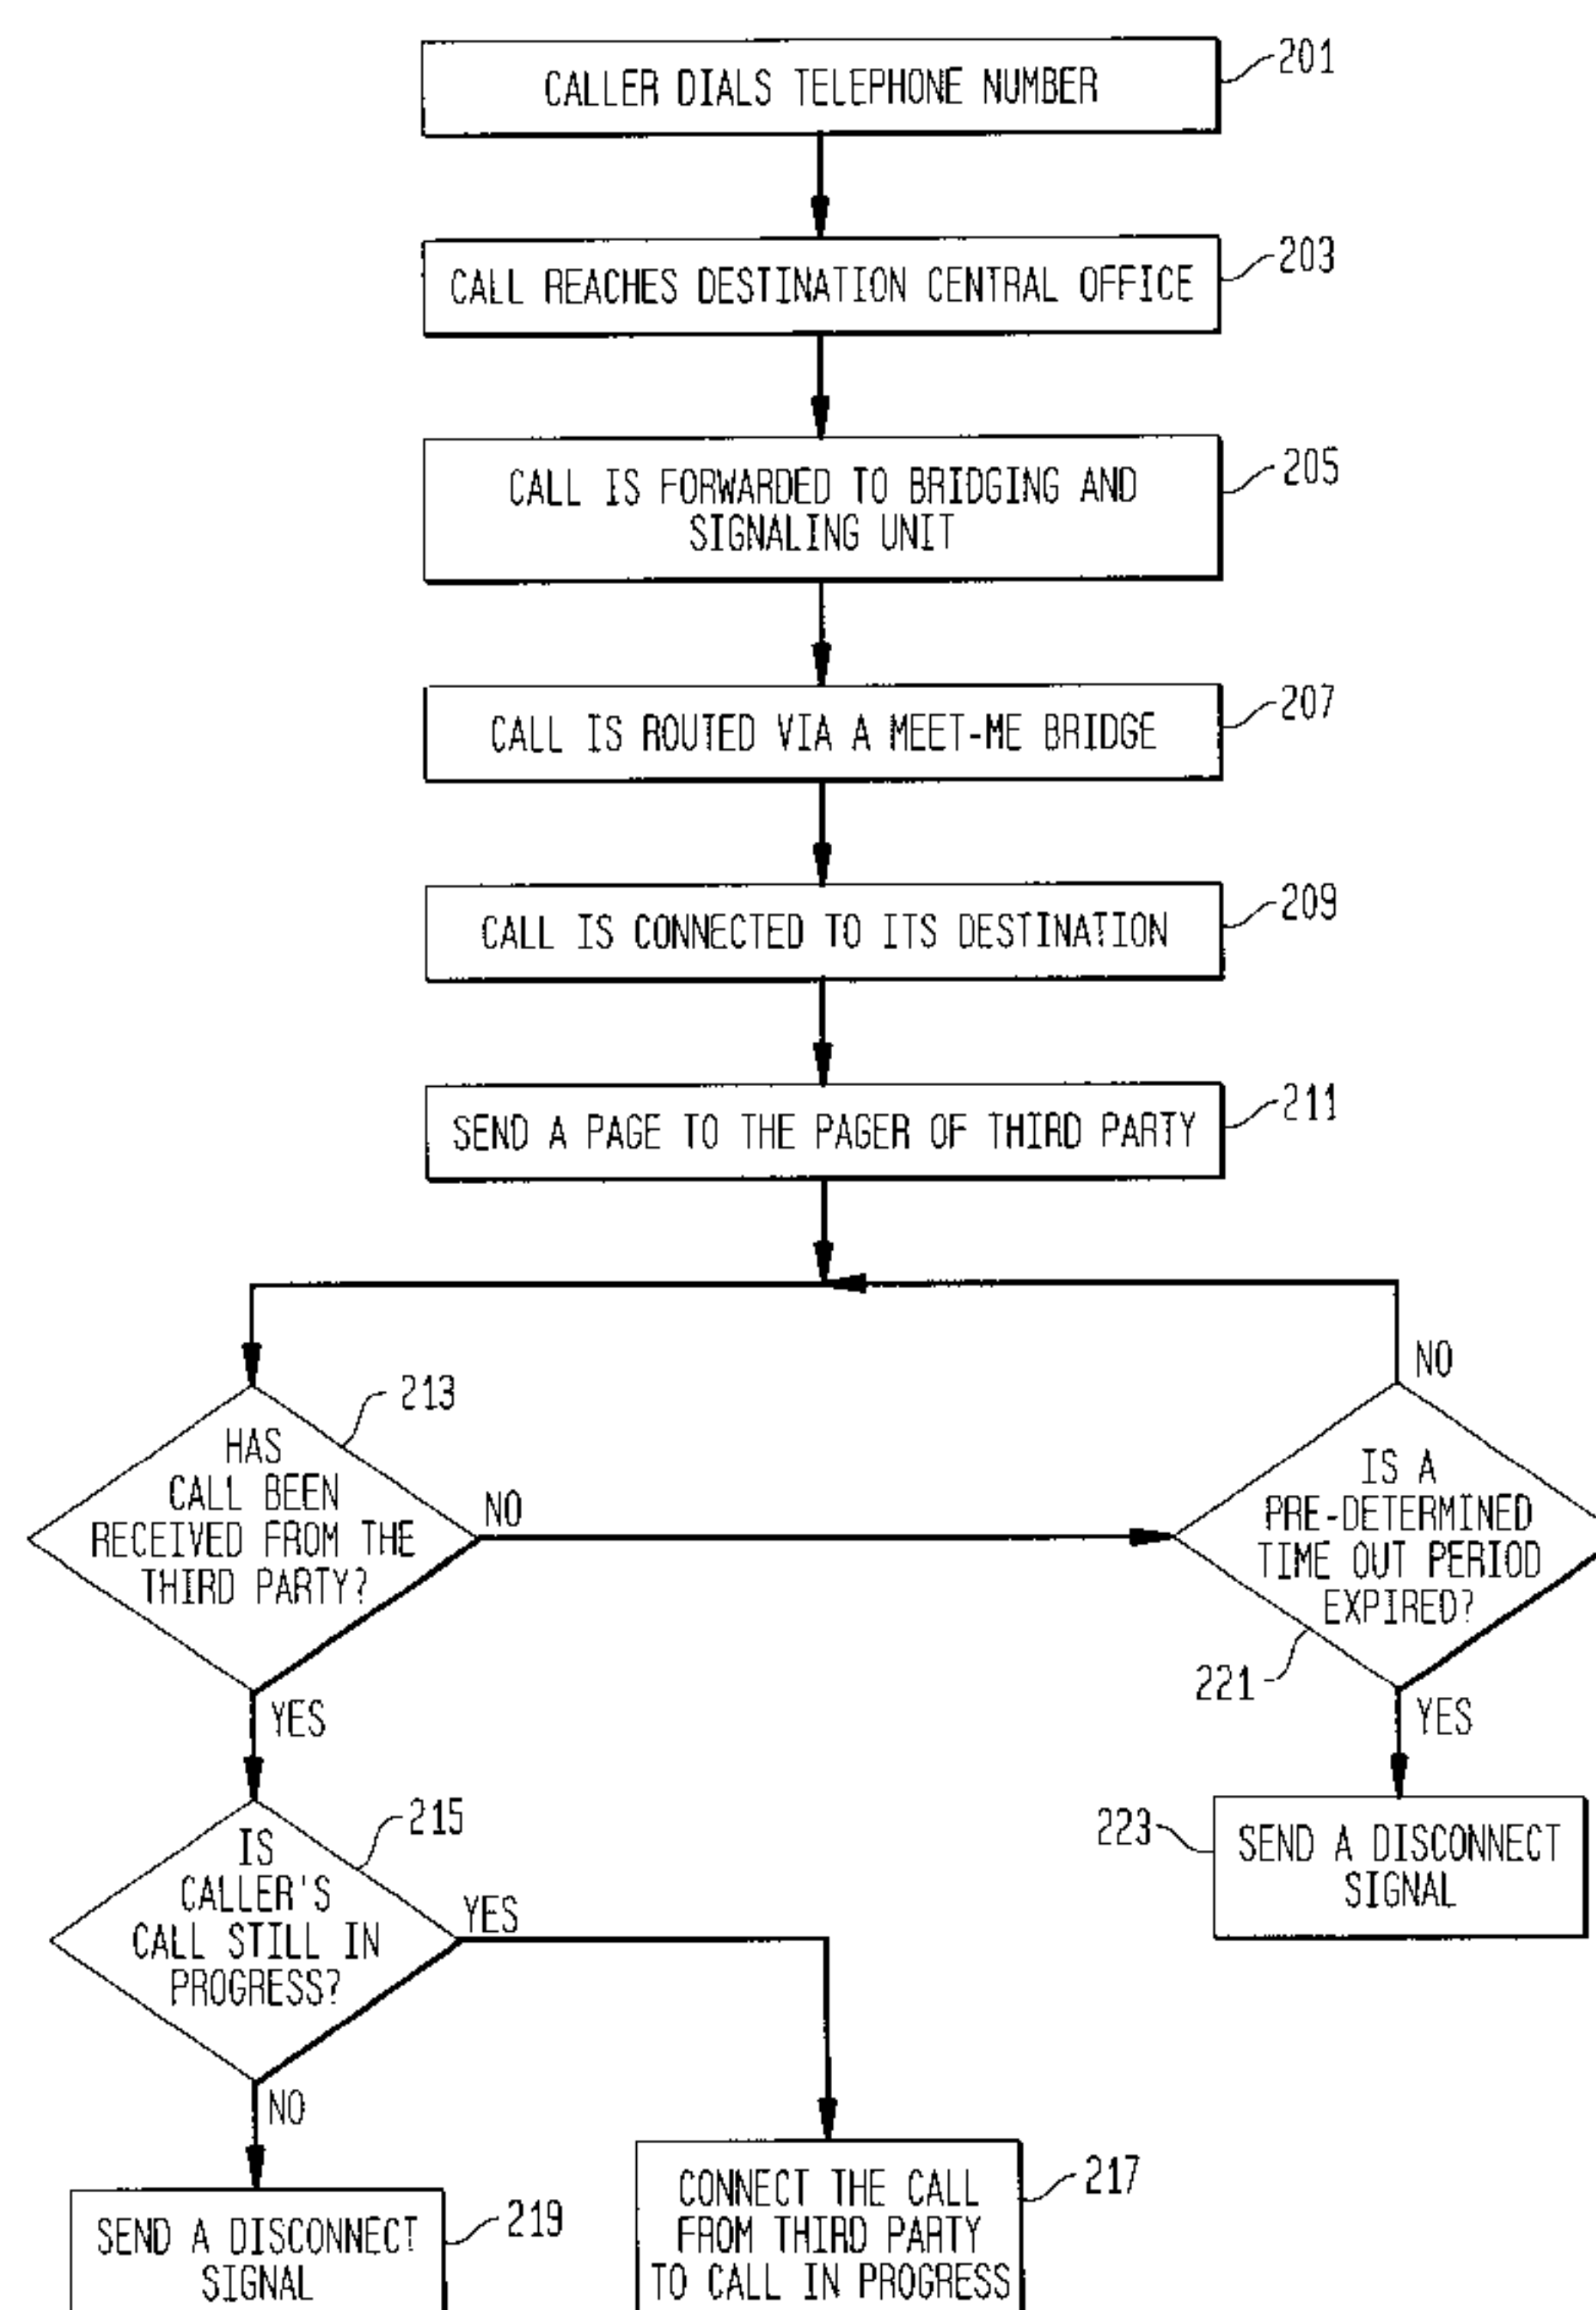 CALLER DIALS TELEPHONE NUMBER
201
CALL REACHES DESTINATION CENTRAL OFFICE
203
CALL IS FORWARDED TO BRIDGING AND
SIGNALING UNIT
205
CALL IS ROUTED VIA A MEET-ME BRIDGE
207
CALL IS CONNECTED TO ITS DESTINATION
209
SEND A PAGE TO THE PAGER OF THIRD PARTY
211
213
HAS
CALL BEEN
RECEIVED FROM THE
THIRD PARTY?
NO
YES
NO
IS A
PRE-DETERMINED
TIME OUT PERIOD
EXPIRED?
221
YES
223
SEND A DISCONNECT
SIGNAL
215
IS
CALLER'S
CALL STILL IN
PROGRESS?
YES
NO
SEND A DISCONNECT
SIGNAL
219
CONNECT THE CALL
FROM THIRD PARTY
TO CALL IN PROGRESS
217